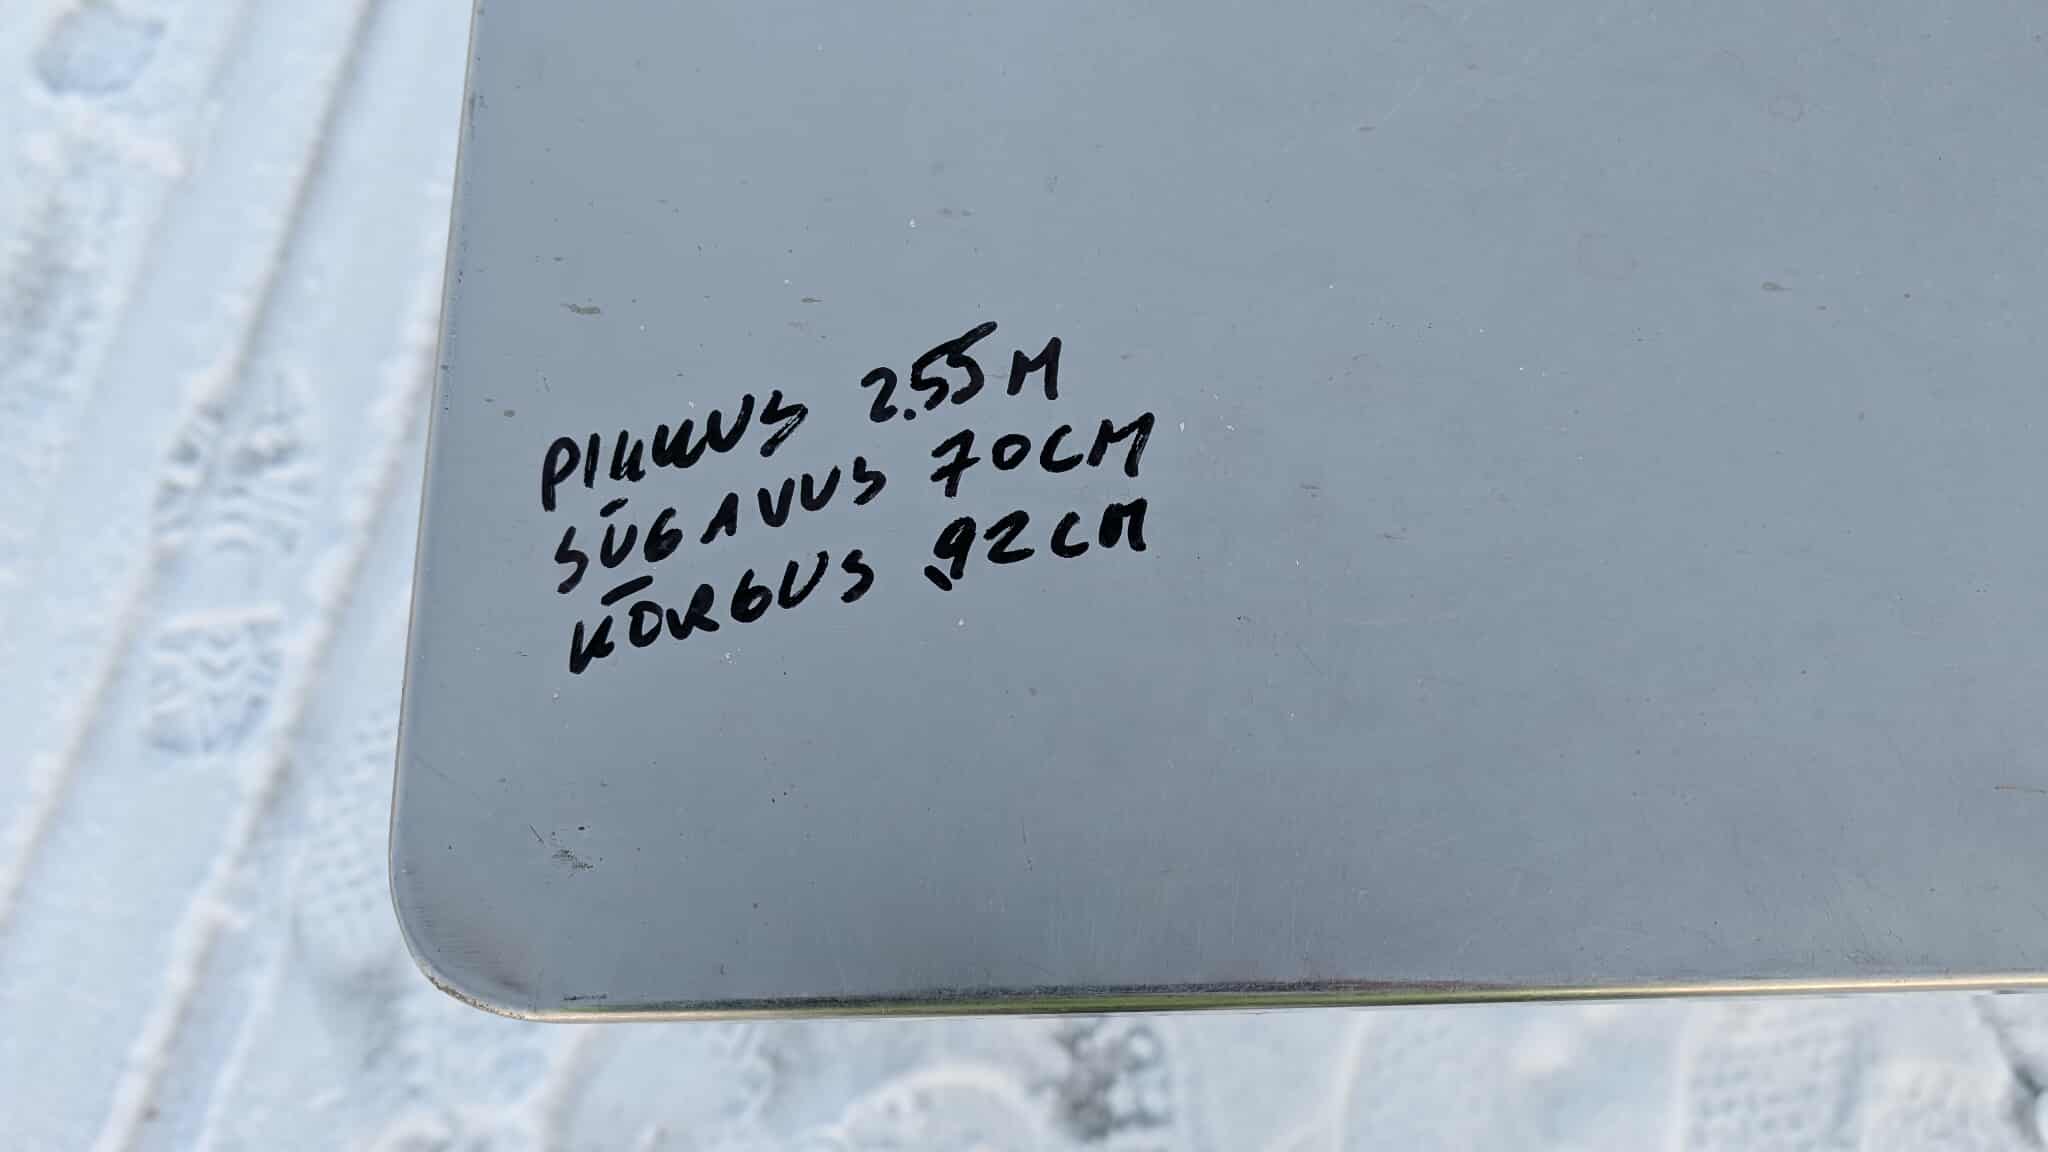 PIKKUS 2.55M
SÜGAVUS 70CM
KÕRGUS 92CM